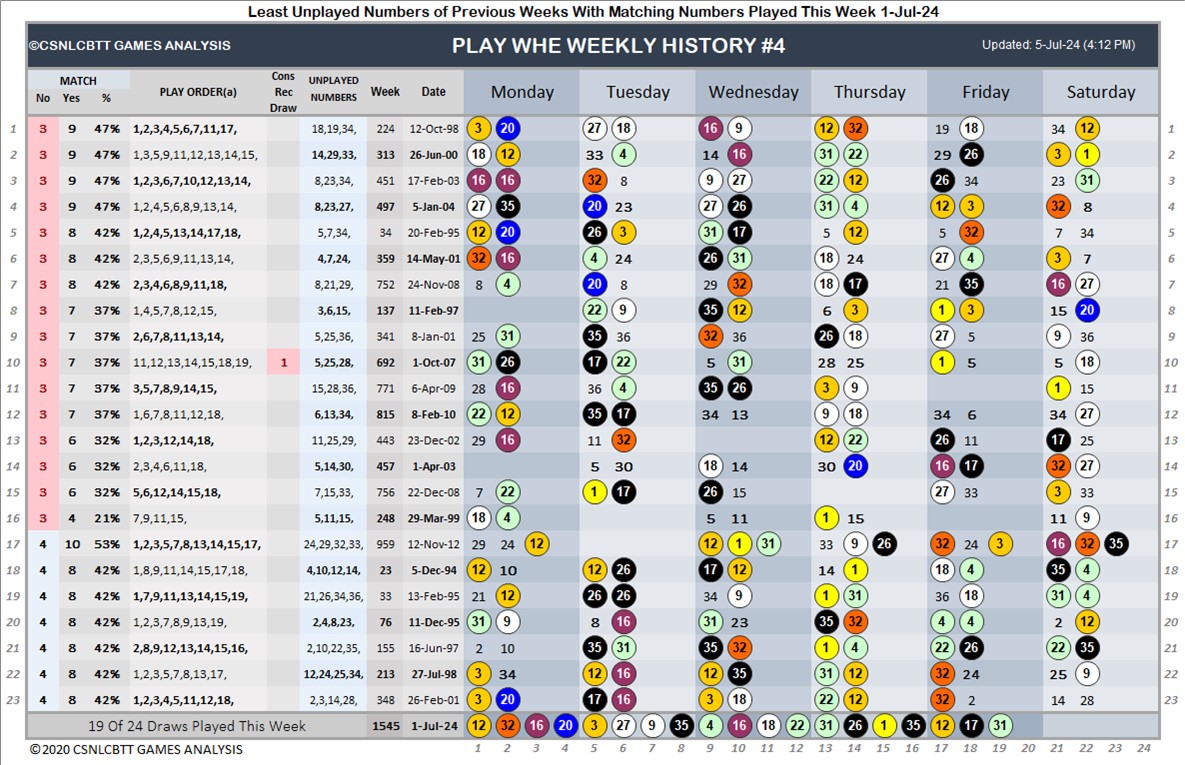 Least Unplayed Numbers of Previous Weeks With Matching Numbers Played This Week 1-Jul-24
©CSNLCBTT GAMES ANALYSIS PLAY WHE WEEKLY HISTORY #4 Updated: 5-Jul-24 (4:12 PM)
MATCH No Yes % PLAY ORDER(a) Cons Rec Draw UNPLAYED NUMBERS Week Date Monday Tuesday Wednesday Thursday Friday Saturday
1 3 9 47% 1,2,3,4,5,6,7,11,17, 18,19,34, 224 12-Oct-98 3 20 27 18 16 9 12 32 19 18 34 12 1
2 3 9 47% 1,3,5,9,11,12,13,14,15, 14,29,33, 313 26-Jun-00 18 12 33 4 14 16 31 22 29 26 3 1 2
3 3 9 47% 1,2,3,6,7,10,12,13,14, 8,23,34, 451 17-Feb-03 16 16 32 8 9 27 22 12 26 34 23 31 3
4 3 9 47% 1,2,4,5,6,8,9,13,14, 8,23,27, 497 5-Jan-04 27 35 20 23 27 26 31 4 12 3 32 8 4
5 3 8 42% 1,2,4,5,13,14,17,18, 5,7,34, 34 20-Feb-95 12 20 26 3 31 17 5 12 5 32 7 34 5
6 3 8 42% 2,3,5,6,9,11,13,14, 4,7,24, 359 14-May-01 32 16 4 24 26 31 18 24 27 4 3 7 6
7 3 8 42% 2,3,4,6,8,9,11,18, 8,21,29, 752 24-Nov-08 8 4 20 8 29 32 18 17 21 35 16 27 7
8 3 7 37% 1,4,5,7,8,12,15, 3,6,15, 137 11-Feb-97 22 9 35 12 6 3 1 3 15 20 8
9 3 7 37% 2,6,7,8,11,13,14, 5,25,36, 341 8-Jan-01 25 31 35 36 32 36 26 18 27 5 9 36 9
10 3 7 37% 11,12,13,14,15,18,19, 1 5,25,28, 692 1-Oct-07 31 26 17 22 5 31 28 25 1 5 5 18 10
11 3 7 37% 3,5,7,8,9,14,15, 15,28,36, 771 6-Apr-09 28 16 36 4 35 26 3 9 1 15 11
12 3 7 37% 1,6,7,8,11,12,18, 6,13,34, 815 8-Feb-10 22 12 35 17 34 13 9 18 34 6 34 27 12
13 3 6 32% 1,2,3,12,14,18, 11,25,29, 443 23-Dec-02 29 16 11 32 12 22 26 11 17 25 13
14 3 6 32% 2,3,4,6,11,18, 5,14,30, 457 1-Apr-03 5 30 18 14 30 20 16 17 32 27 14
15 3 6 32% 5,6,12,14,15,18, 7,15,33, 756 22-Dec-08 7 22 1 17 26 15 27 33 3 33 15
16 3 4 21% 7,9,11,15, 5,11,15, 248 29-Mar-99 18 4 5 11 1 15 11 9 16
17 4 10 53% 1,2,3,5,7,8,13,14,15,17, 24,29,32,33, 959 12-Nov-12 29 24 12 12 1 31 33 9 26 32 24 3 16 32 35 17
18 4 8 42% 1,8,9,11,14,15,17,18, 4,10,12,14, 23 5-Dec-94 12 10 12 26 17 12 14 1 18 4 35 4 18
19 4 8 42% 1,7,9,11,13,14,15,19, 21,26,34,36, 33 13-Feb-95 21 12 26 26 34 9 1 31 36 18 31 4 19
20 4 8 42% 1,2,3,7,8,9,13,19, 2,4,8,23, 76 11-Dec-95 31 9 8 16 31 23 35 32 4 4 2 12 20
21 4 8 42% 2,8,9,12,13,14,15,16, 2,10,22,35, 155 16-Jun-97 2 10 35 31 35 32 1 4 22 26 22 35 21
22 4 8 42% 1,2,3,5,7,8,13,17, 12,24,25,34, 213 27-Jul-98 3 34 12 16 12 35 31 12 32 24 25 9 22
23 4 8 42% 1,2,3,4,5,11,12,18, 2,3,14,28, 348 26-Feb-01 3 20 17 16 3 18 22 12 32 2 14 28 23
19 Of 24 Draws Played This Week 1545 1-Jul-24 12 32 16 20 3 27 9 35 4 16 18 22 31 26 1 35 12 17 31
© 2020 CSNLCBTT GAMES ANALYSIS 1 2 3 4 5 6 7 8 9 10 11 12 13 14 15 16 17 18 19 20 21 22 23 24